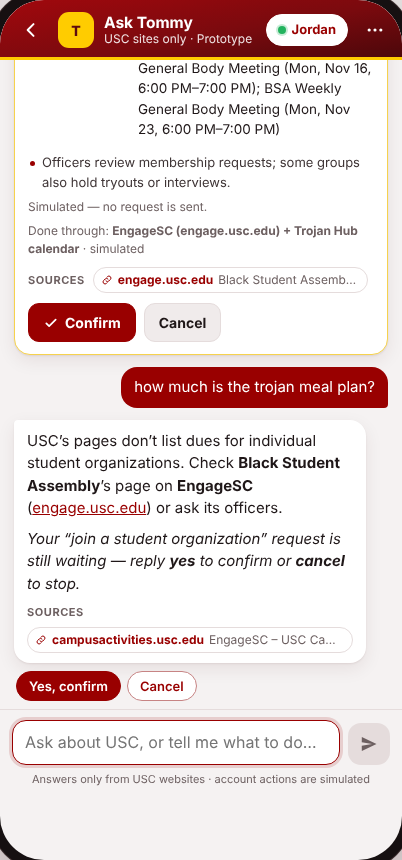 T
Ask Tommy
USC sites only · Prototype
Jordan
General Body Meeting (Mon, Nov 16,
6:00 PM–7:00 PM); BSA Weekly
General Body Meeting (Mon, Nov
23, 6:00 PM–7:00 PM)
• Officers review membership requests; some groups
also hold tryouts or interviews.
Simulated — no request is sent.
Done through: EngageSC (engage.usc.edu) + Trojan Hub
calendar · simulated
SOURCES engage.usc.edu Black Student Assemb...
Confirm
Cancel
how much is the trojan meal plan?
USC’s pages don’t list dues for individual
student organizations. Check Black Student
Assembly’s page on EngageSC
(engage.usc.edu) or ask its officers.
Your “join a student organization” request is
still waiting — reply yes to confirm or cancel
to stop.
SOURCES
campusactivities.usc.edu EngageSC – USC Ca...
Yes, confirm
Cancel
Ask about USC, or tell me what to do...
Answers only from USC websites · account actions are simulated